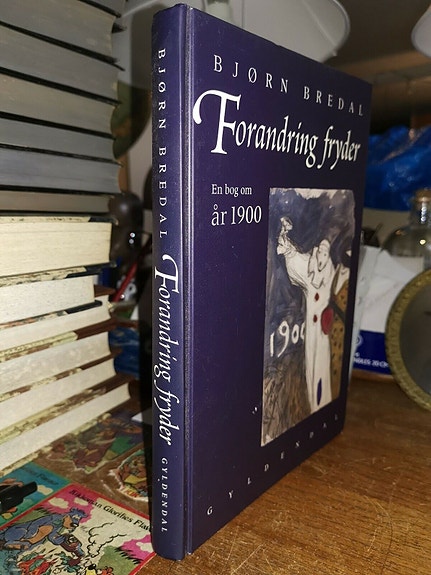 BJØRN BREDAL
Forandring fryder
En bog om
år 1900
1900
GYLDENDAL
BJØRN BREDAL
Forandring fryder
GYLDENDAL